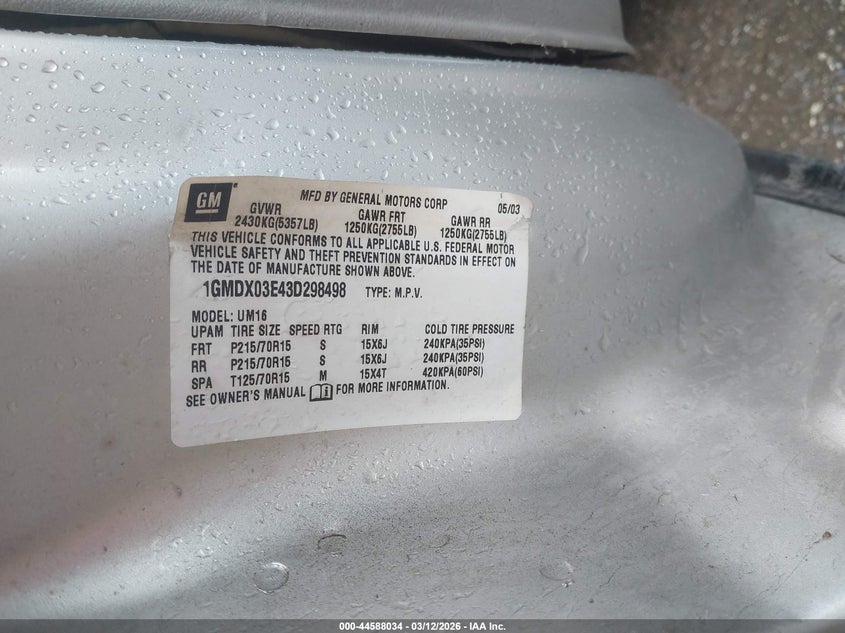 GM
MFD BY GENERAL MOTORS CORP 05/03
GVWR GAWR FRT GAWR RR
2430KG(5357LB) 1250KG(2755LB) 1250KG(2755LB)
THIS VEHICLE CONFORMS TO ALL APPLICABLE U.S. FEDERAL MOTOR
VEHICLE SAFETY AND THEFT PREVENTION STANDARDS IN EFFECT ON
THE DATE OF MANUFACTURE SHOWN ABOVE.
1GMDX03E43D298498 TYPE: M.P.V.
MODEL: UM16
UPAM TIRE SIZE SPEED RTG RIM COLD TIRE PRESSURE
FRT P215/70R15 S 15X6J 240KPA(35PSI)
RR P215/70R15 S 15X6J 240KPA(35PSI)
SPA T125/70R15 M 15X4T 420KPA(60PSI)
SEE OWNER'S MANUAL FOR MORE INFORMATION.
000-44588034 - 03/12/2026 - IAA Inc.